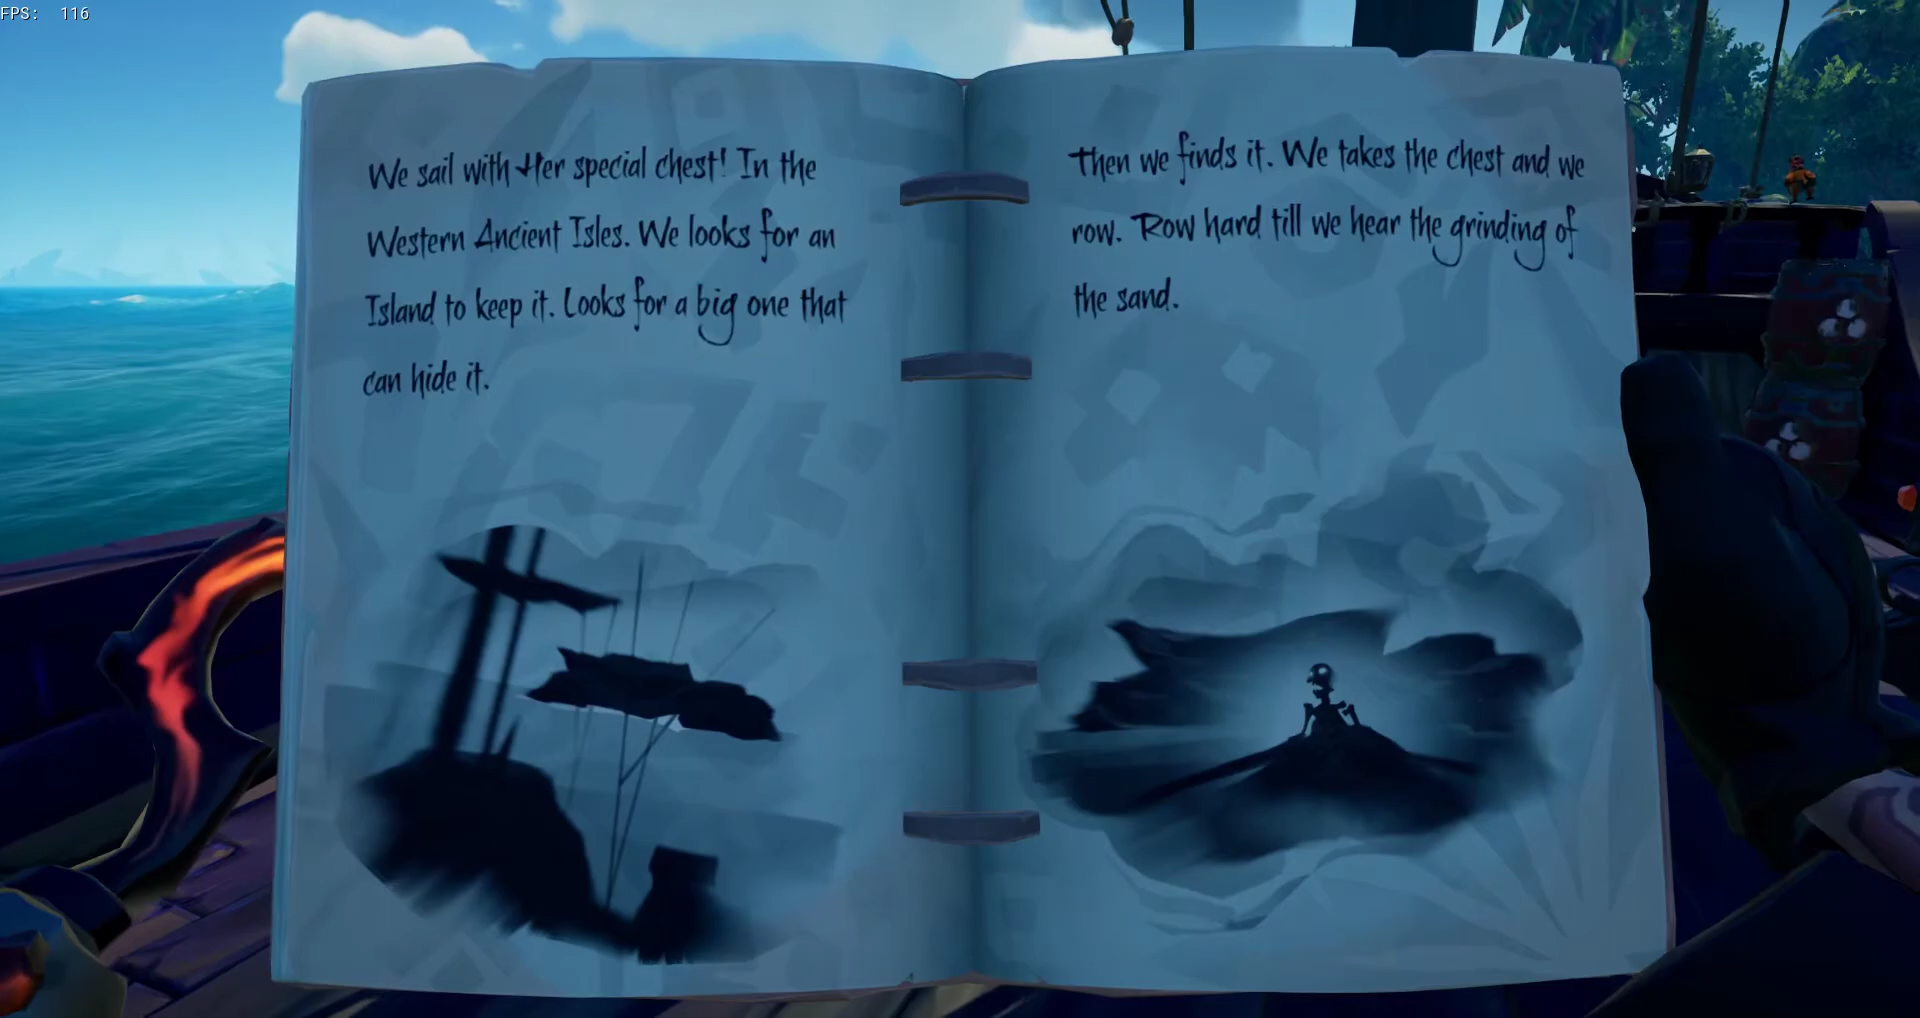 FPS: 116
We sail with Her special chest! In the
Western Ancient Isles. We looks for an
Island to keep it. Looks for a big one that
can hide it.
Then we finds it. We takes the chest and we
row. Row hard till we hear the grinding of
the sand.